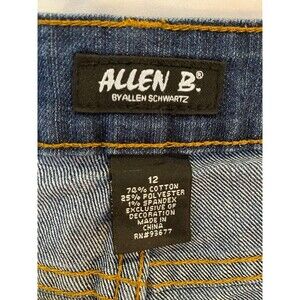 ALLEN B.®
BY ALLEN SCHWARTZ
12
74% COTTON
25% POLYESTER
1% SPANDEX
EXCLUSIVE OF
DECORATION
MADE IN
CHINA
RN#93677